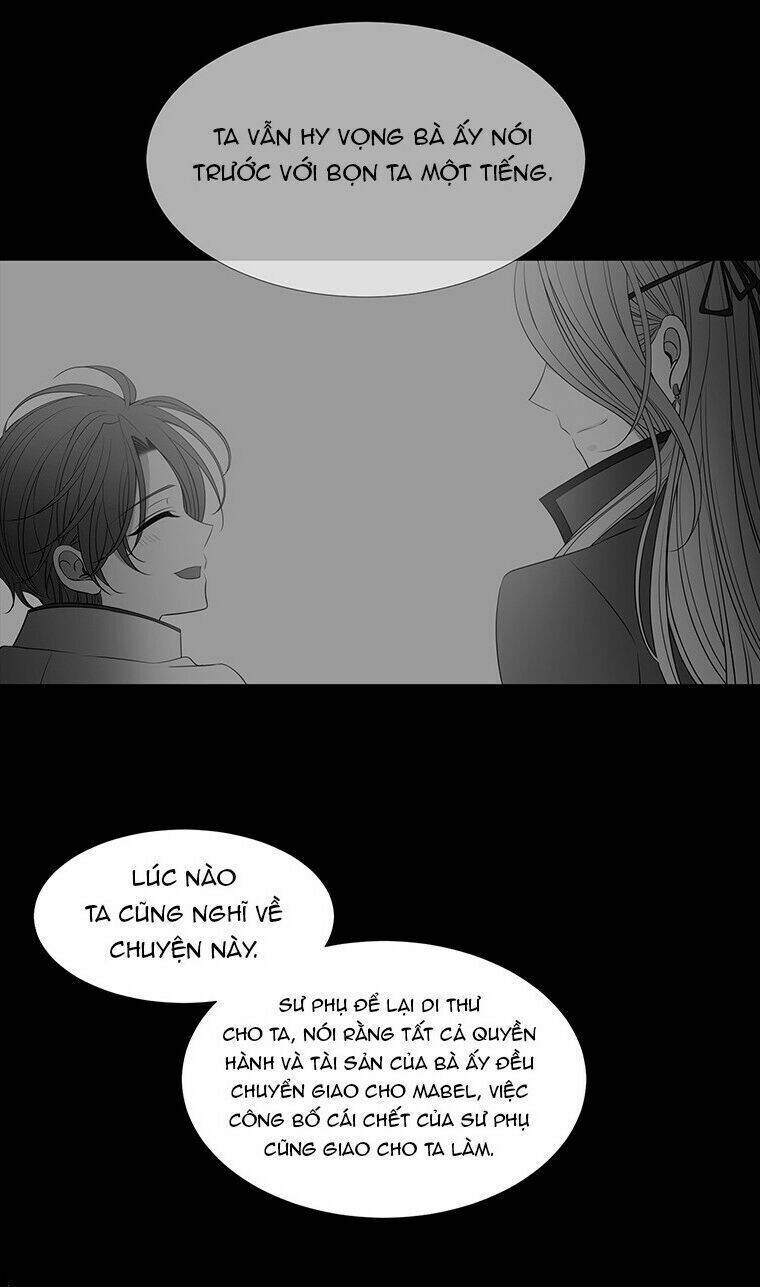 TA VẪN HY VỌNG BÀ ẤY NÓI
TRƯỚC VỚI BỌN TA MỘT TIẾNG.
LÚC NÀO
TA CŨNG NGHĨ VỀ
CHUYỆN NÀY.
SƯ PHỤ ĐỂ LẠI DI THƯ
CHO TA, NÓI RẰNG TẤT CẢ QUYỀN
HÀNH VÀ TÀI SẢN CỦA BÀ ẤY ĐỀU
CHUYỂN GIAO CHO MABEL, VIỆC
CÔNG BỐ CÁI CHẾT CỦA SƯ PHỤ
CŨNG GIAO CHO TA LÀM.